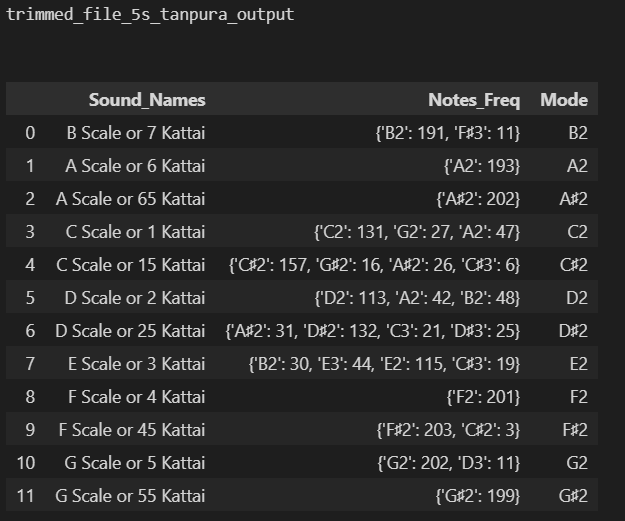 trimmed_file_5s_tanpura_output
Sound_Names Notes_Freq Mode
0 B Scale or 7 Kattai {'B2': 191, 'F♯3': 11} B2
1 A Scale or 6 Kattai {'A2': 193} A2
2 A Scale or 65 Kattai {'A♯2': 202} A♯2
3 C Scale or 1 Kattai {'C2': 131, 'G2': 27, 'A2': 47} C2
4 C Scale or 15 Kattai {'C♯2': 157, 'G♯2': 16, 'A♯2': 26, 'C♯3': 6} C♯2
5 D Scale or 2 Kattai {'D2': 113, 'A2': 42, 'B2': 48} D2
6 D Scale or 25 Kattai {'A♯2': 31, 'D♯2': 132, 'C3': 21, 'D♯3': 25} D♯2
7 E Scale or 3 Kattai {'B2': 30, 'E3': 44, 'E2': 115, 'C♯3': 19} E2
8 F Scale or 4 Kattai {'F2': 201} F2
9 F Scale or 45 Kattai {'F♯2': 203, 'C♯2': 3} F♯2
10 G Scale or 5 Kattai {'G2': 202, 'D3': 11} G2
11 G Scale or 55 Kattai {'G♯2': 199} G♯2